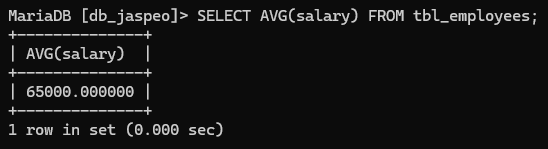 MariaDB [db_jaspeo]> SELECT AVG(salary) FROM tbl_employees;
+--------------+
| AVG(salary)  |
+--------------+
| 65000.000000 |
+--------------+
1 row in set (0.000 sec)